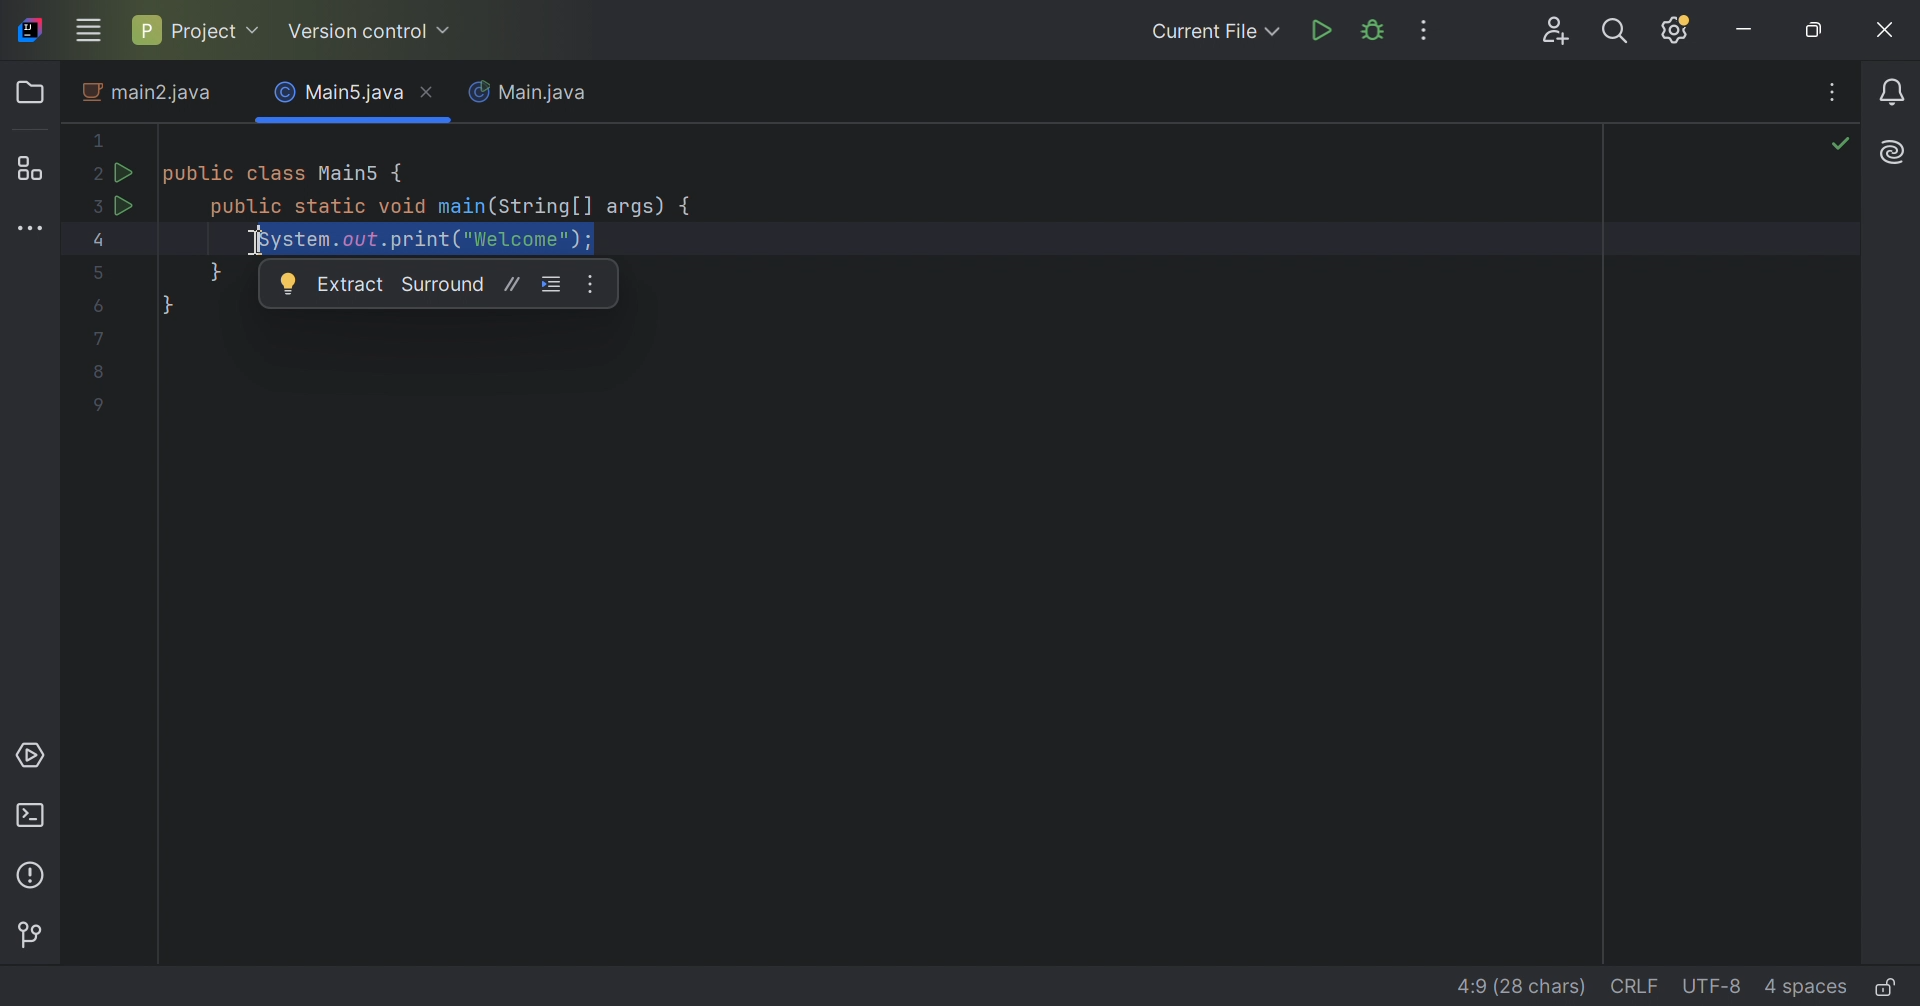 IJ P Project Version control Current File
main2.java Main5.java Main.java
1
2 public class Main5 {
3 public static void main(String[] args) {
4 System.out.print("Welcome");
5 }
Extract Surround //
6 }
7
8
9
4:9 (28 chars) CRLF UTF-8 4 spaces